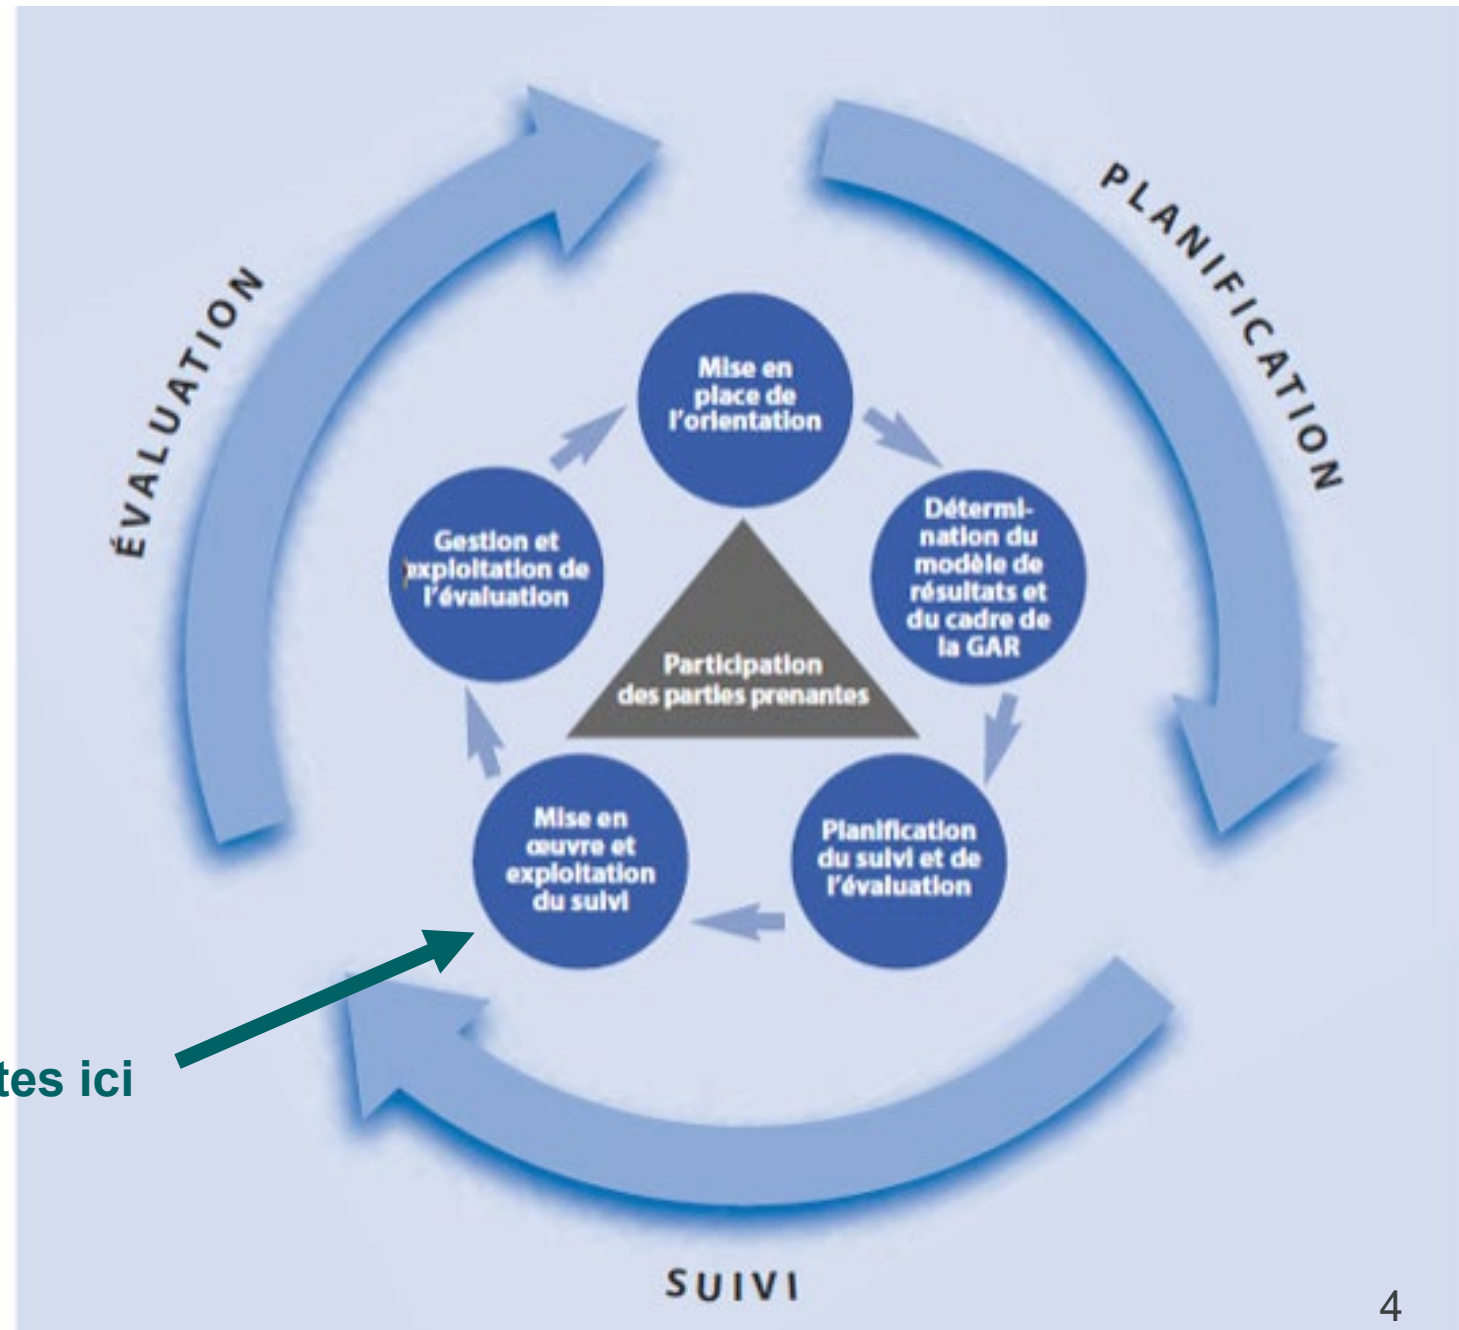 PLANIFICATION
ÉVALUATION
Mise en
place de
l'orientation
Détermi-
nation du
modèle de
résultats et
du cadre de
la GAR
Gestion et
exploitation de
l'évaluation
Participation
des parties prenantes
Mise en
œuvre et
exploitation
du suivi
Planification
du suivi et de
l'évaluation
ici
SUIVI
4